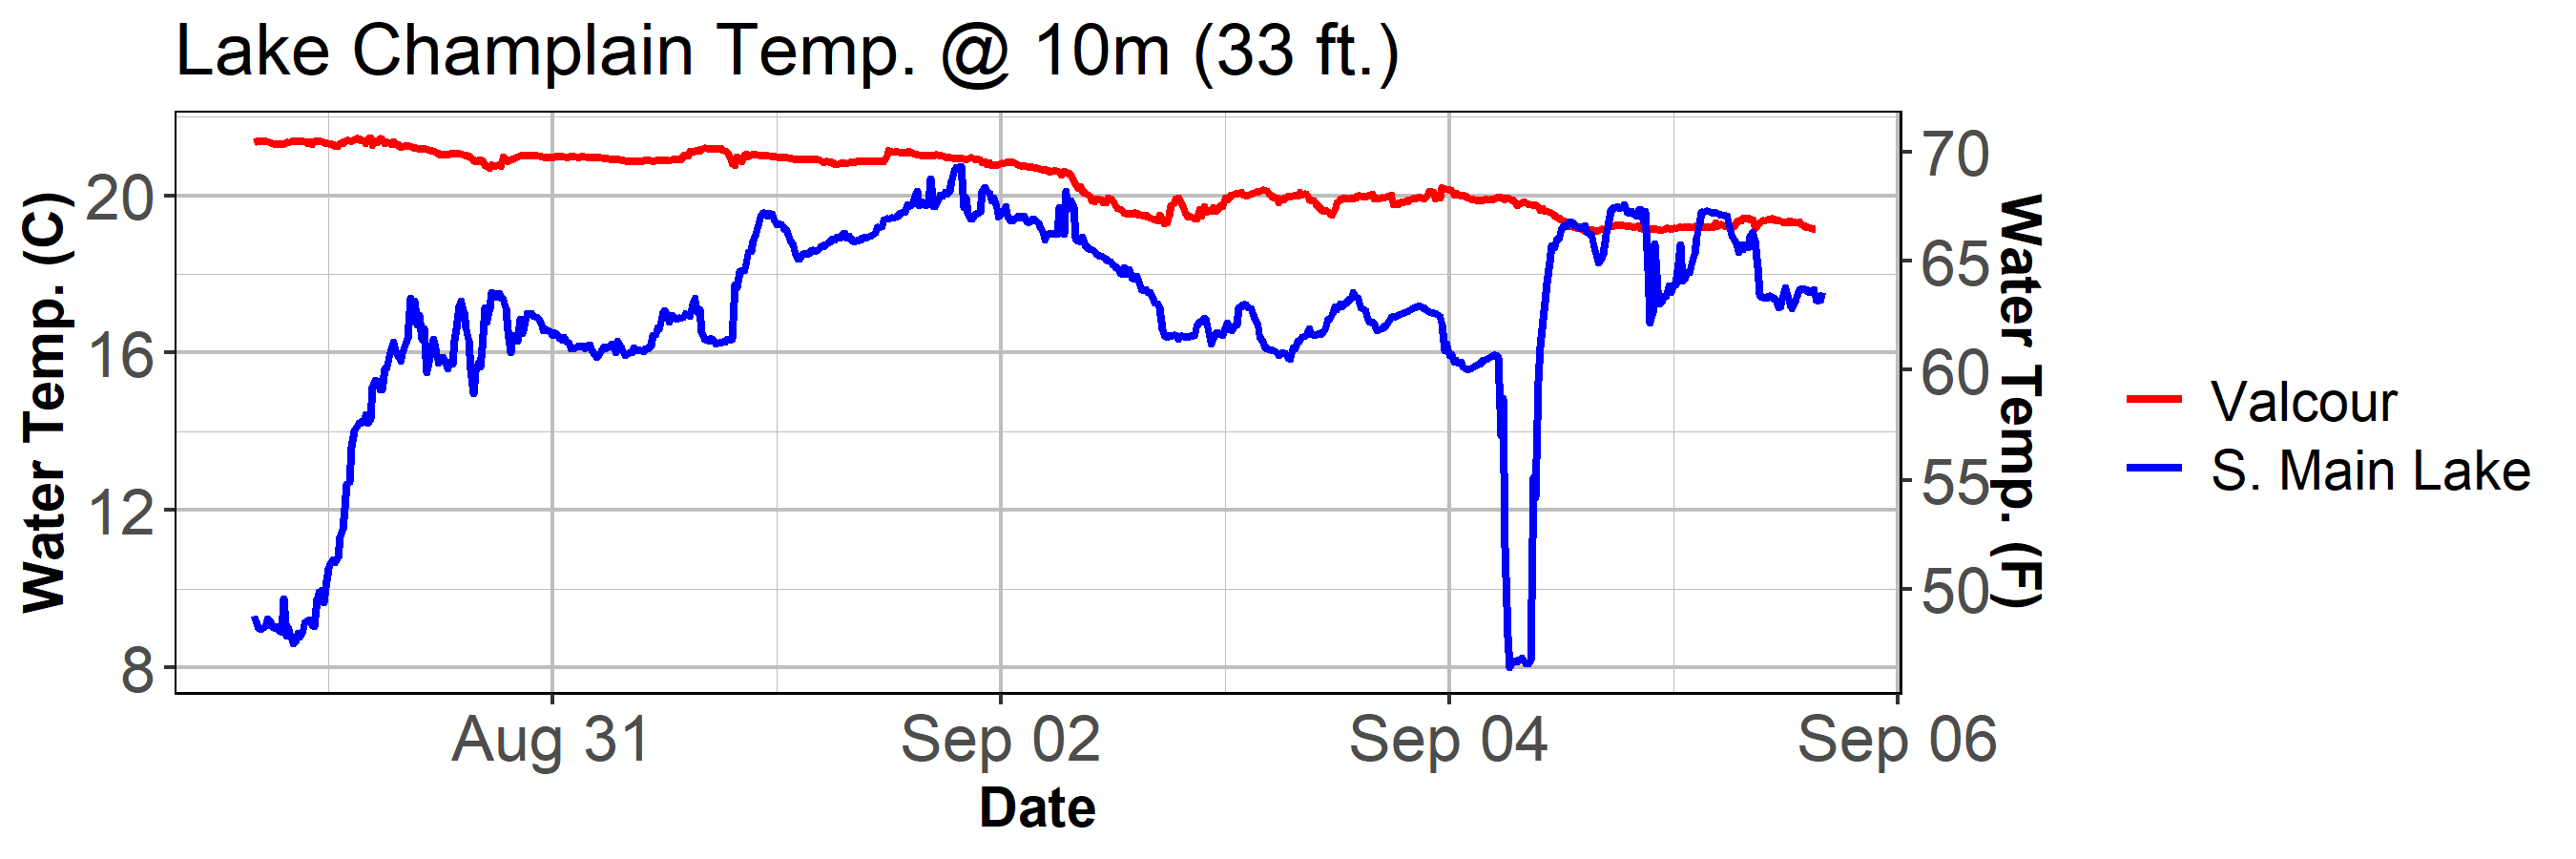 Lake Champlain Temp. @ 10m (33 ft.)
Water Temp. (C)
20
16
12
8
70
65
60
55
50
Water Temp. (F)
Aug 31
Sep 02
Sep 04
Sep 06
Date
Valcour
S. Main Lake